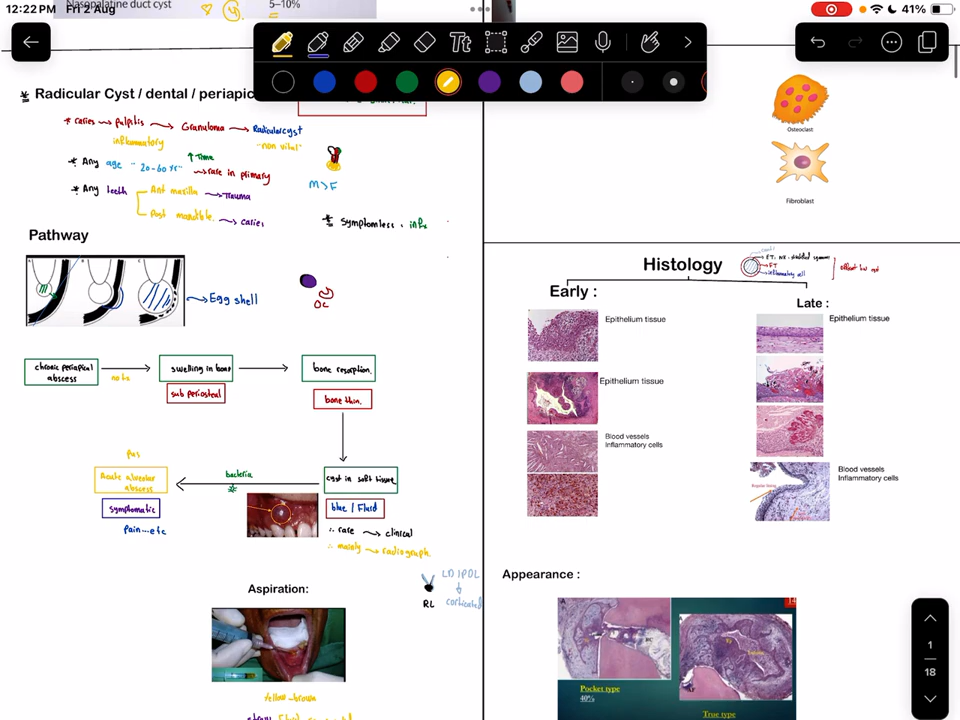 12:22 PM Fri 2 Aug
41%
Nasopalatine duct cyst 5–10%
Tt
* Radicular Cyst / dental / periapic
* caries → pulpitis → Granuloma → Radicular cyst
inflammatory
"non vital"
↑ Time
* Any age "20-60 yr" → rare in primary
M>F
* Any teeth
Ant maxilla → Trauma
Post mandible. → caries
* Symptomless
Pathway
→ Egg shell
OC
chronic periapical abscess
swelling in bone
sub periosteal
bone resorption.
bone thin.
Pus
Acute alveolar abscess
symptomatic
Pain...etc
bacteria
*
cyst in soft tissue
blue / Fluid
∴ rare → clinical
∴ mainly → radiograph.
Aspiration:
LD IPDL
↓
RL corticated
Yellow-brown
Osteoclast
Fibroblast
Histology
Early :
Late :
Epithelium tissue
Epithelium tissue
Blood vessels
Inflammatory cells
Epithelium tissue
Blood vessels
Inflammatory cells
Appearance :
Pocket type
40%
True type
1
18